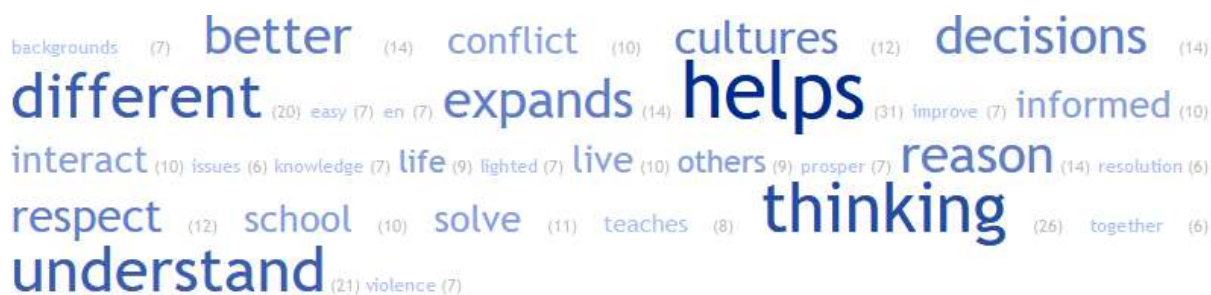 backgrounds (7) better (14) conflict (10) cultures (12) decisions (14)
different (20) easy (7) en (7) expands (14) helps (31) improve (7) informed (10)
interact (10) issues (6) knowledge (7) life (9) lighted (7) live (10) others (9) prosper (7) reason (14) resolution (6)
respect (12) school (10) solve (11) teaches (8) thinking (26) together (6)
understand (21) violence (7)